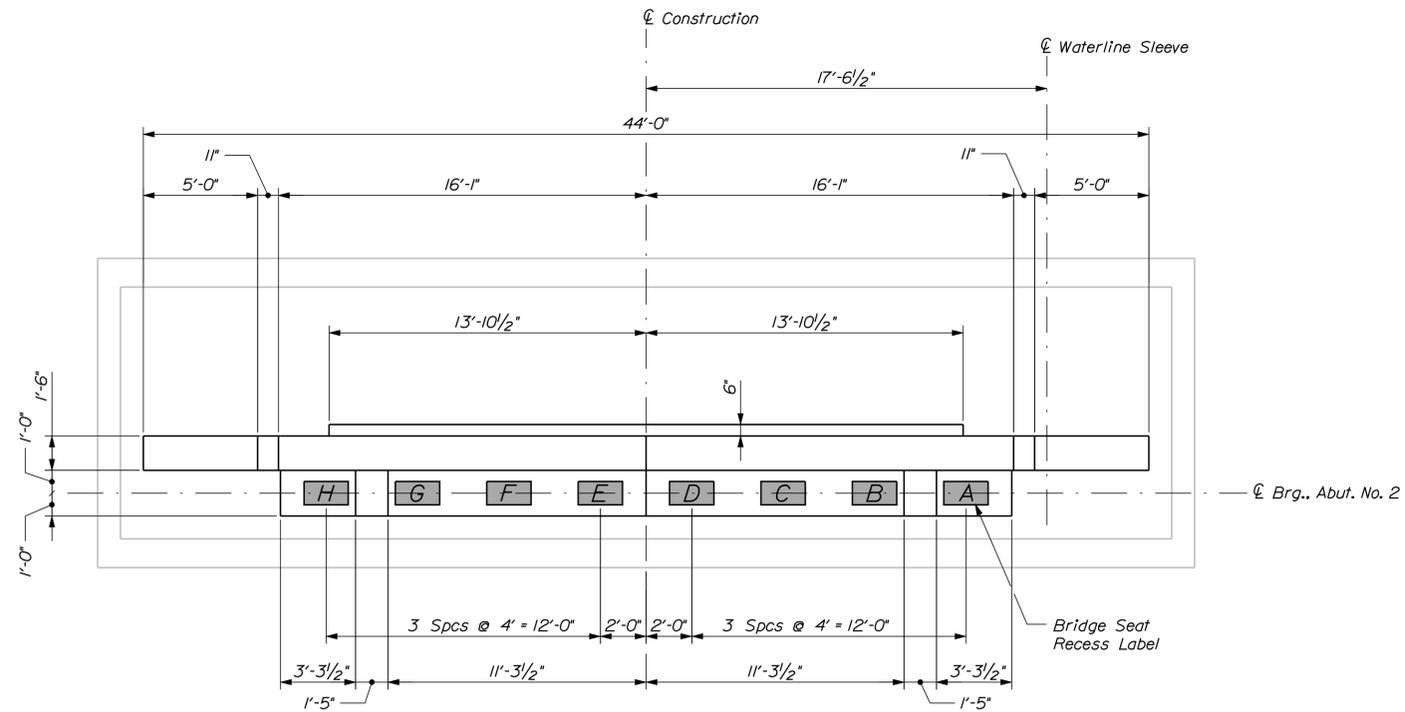 ℄ Construction
℄ Waterline Sleeve
17'-6½"
44'-0"
11"
11"
5'-0"
16'-1"
16'-1"
5'-0"
13'-10½"
13'-10½"
1'-6"
6"
1'-0"
H
G
F
E
D
C
B
A
℄ Brg., Abut. No. 2
1'-0"
3 Spcs @ 4' = 12'-0"
2'-0"
2'-0"
3 Spcs @ 4' = 12'-0"
Bridge Seat
Recess Label
3'-3½"
11'-3½"
11'-3½"
3'-3½"
1'-5"
1'-5"